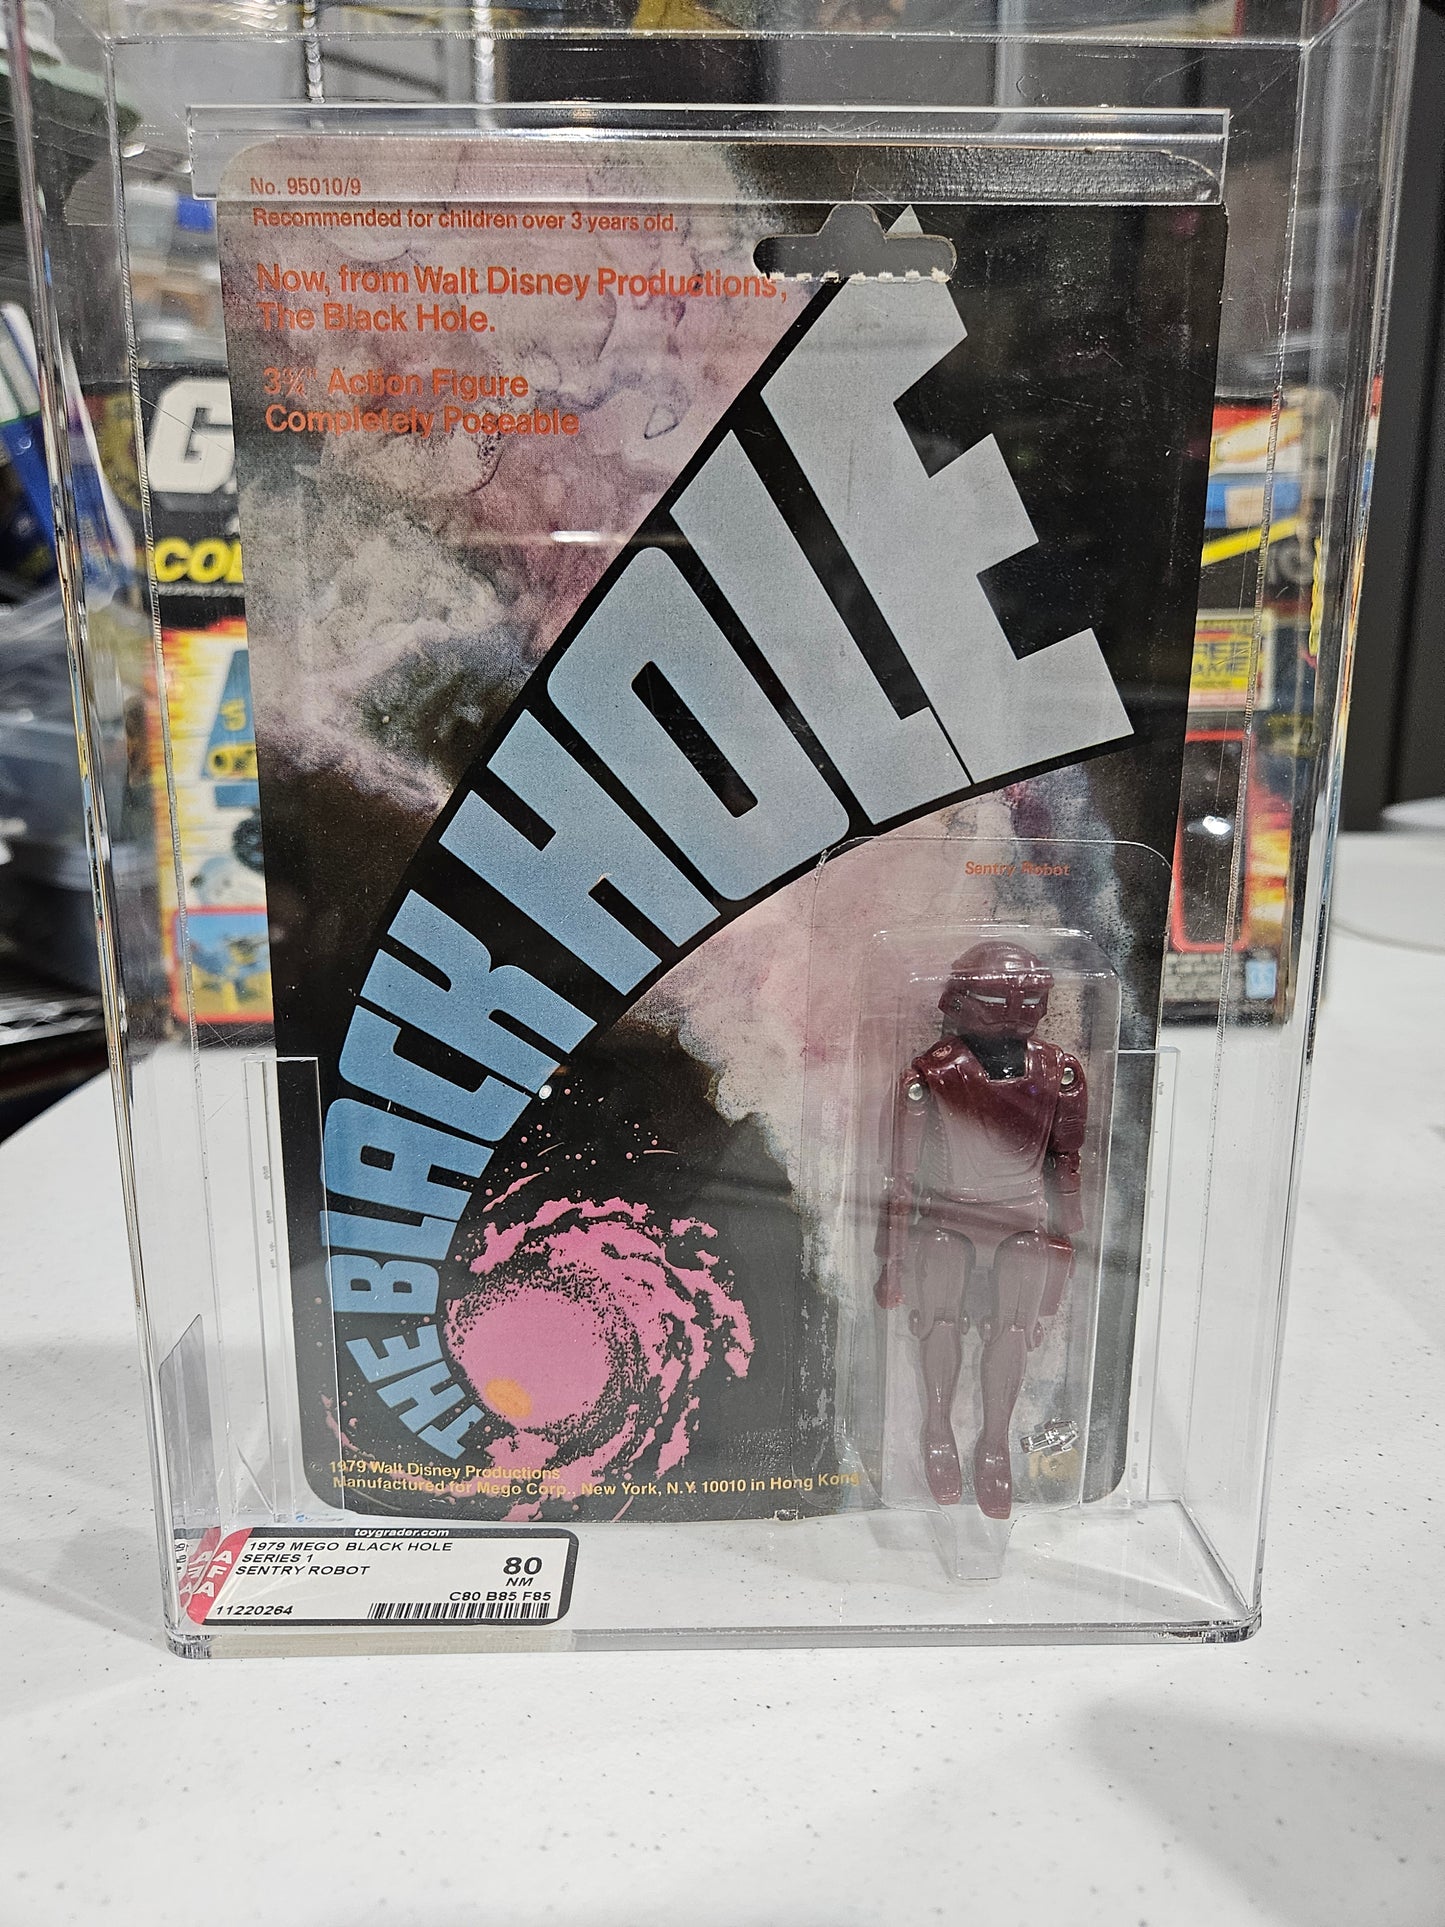 No. 95010/9
Recommended for children over 3 years old.
Now, from Walt Disney Productions,
The Black Hole.
3¾" Action Figure
Completely Poseable
THE BLACK HOLE
Sentry Robot
1979 Walt Disney Productions
Manufactured for Mego Corp., New York, N.Y. 10010 in Hong Kong
toygrader.com
AFA
1979 MEGO BLACK HOLE
SERIES 1
SENTRY ROBOT
80
NM
C80 B85 F85
11220264